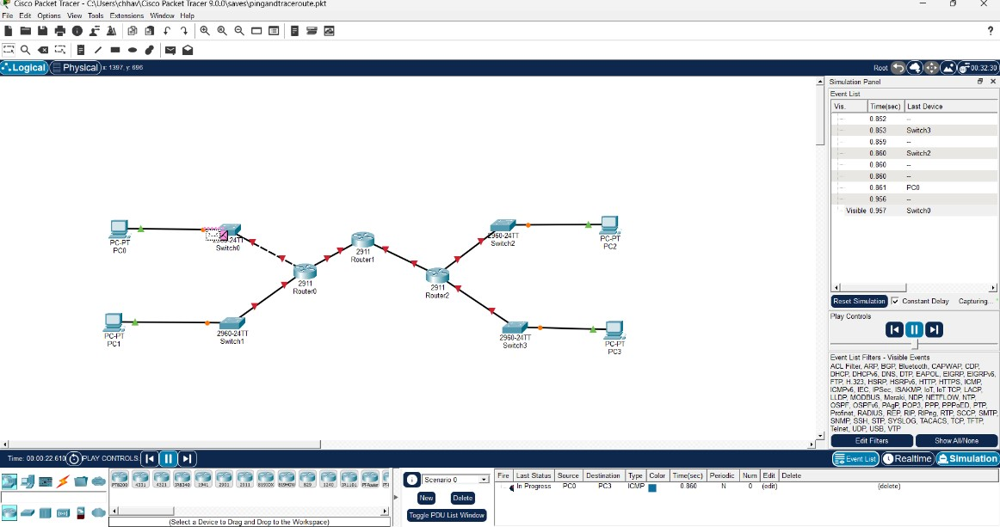 Cisco Packet Tracer - C:\Users\chhav\Cisco Packet Tracer 9.0.0\saves\pingandtraceroute.pkt
File Edit Options View Tools Extensions Window Help
Logical Physical x: 1397, y: 696 Root 00:32:30
Simulation Panel
Event List
Vis. Time(sec) Last Device
0.852 --
0.853 Switch3
0.859 --
0.860 Switch2
0.860 --
0.860 --
0.861 PC0
0.956 --
Visible 0.957 Switch0
PC-PT
PC0
2960-24TT
Switch0
2911
Router1
2960-24TT
Switch2
PC-PT
PC2
2911
Router0
2911
Router2
PC-PT
PC1
2960-24TT
Switch1
2960-24TT
Switch3
PC-PT
PC3
Reset Simulation Constant Delay Capturing...
Play Controls
Event List Filters - Visible Events
ACL Filter, ARP, BGP, Bluetooth, CAPWAP, CDP,
DHCP, DHCPv6, DNS, DTP, EAPOL, EIGRP, EIGRPv6,
FTP, H.323, HSRP, HSRPv6, HTTP, HTTPS, ICMP,
ICMPv6, IEC, IPSec, ISAKMP, IoT, IoT TCP, LACP,
LLDP, MODBUS, Meraki, NDP, NETFLOW, NTP,
OSPF, OSPFv6, PAgP, POP3, PPP, PPPoED, PTP,
Profinet, RADIUS, REP, RIP, RIPng, RTP, SCCP, SMTP,
SNMP, SSH, STP, SYSLOG, TACACS, TCP, TFTP,
Telnet, UDP, USB, VTP
Edit Filters Show All/None
Time: 00:00:22.610 PLAY CONTROLS: Event List Realtime Simulation
PT8200 4331 4321 IR8340 1941 2901 2911 819IOX 819HGW 829 1240 IR1101 PT-Router
(Select a Device to Drag and Drop to the Workspace)
Scenario 0
New Delete
Toggle PDU List Window
Fire Last Status Source Destination Type Color Time(sec) Periodic Num Edit Delete
In Progress PC0 PC3 ICMP 0.860 N 0 (edit) (delete)